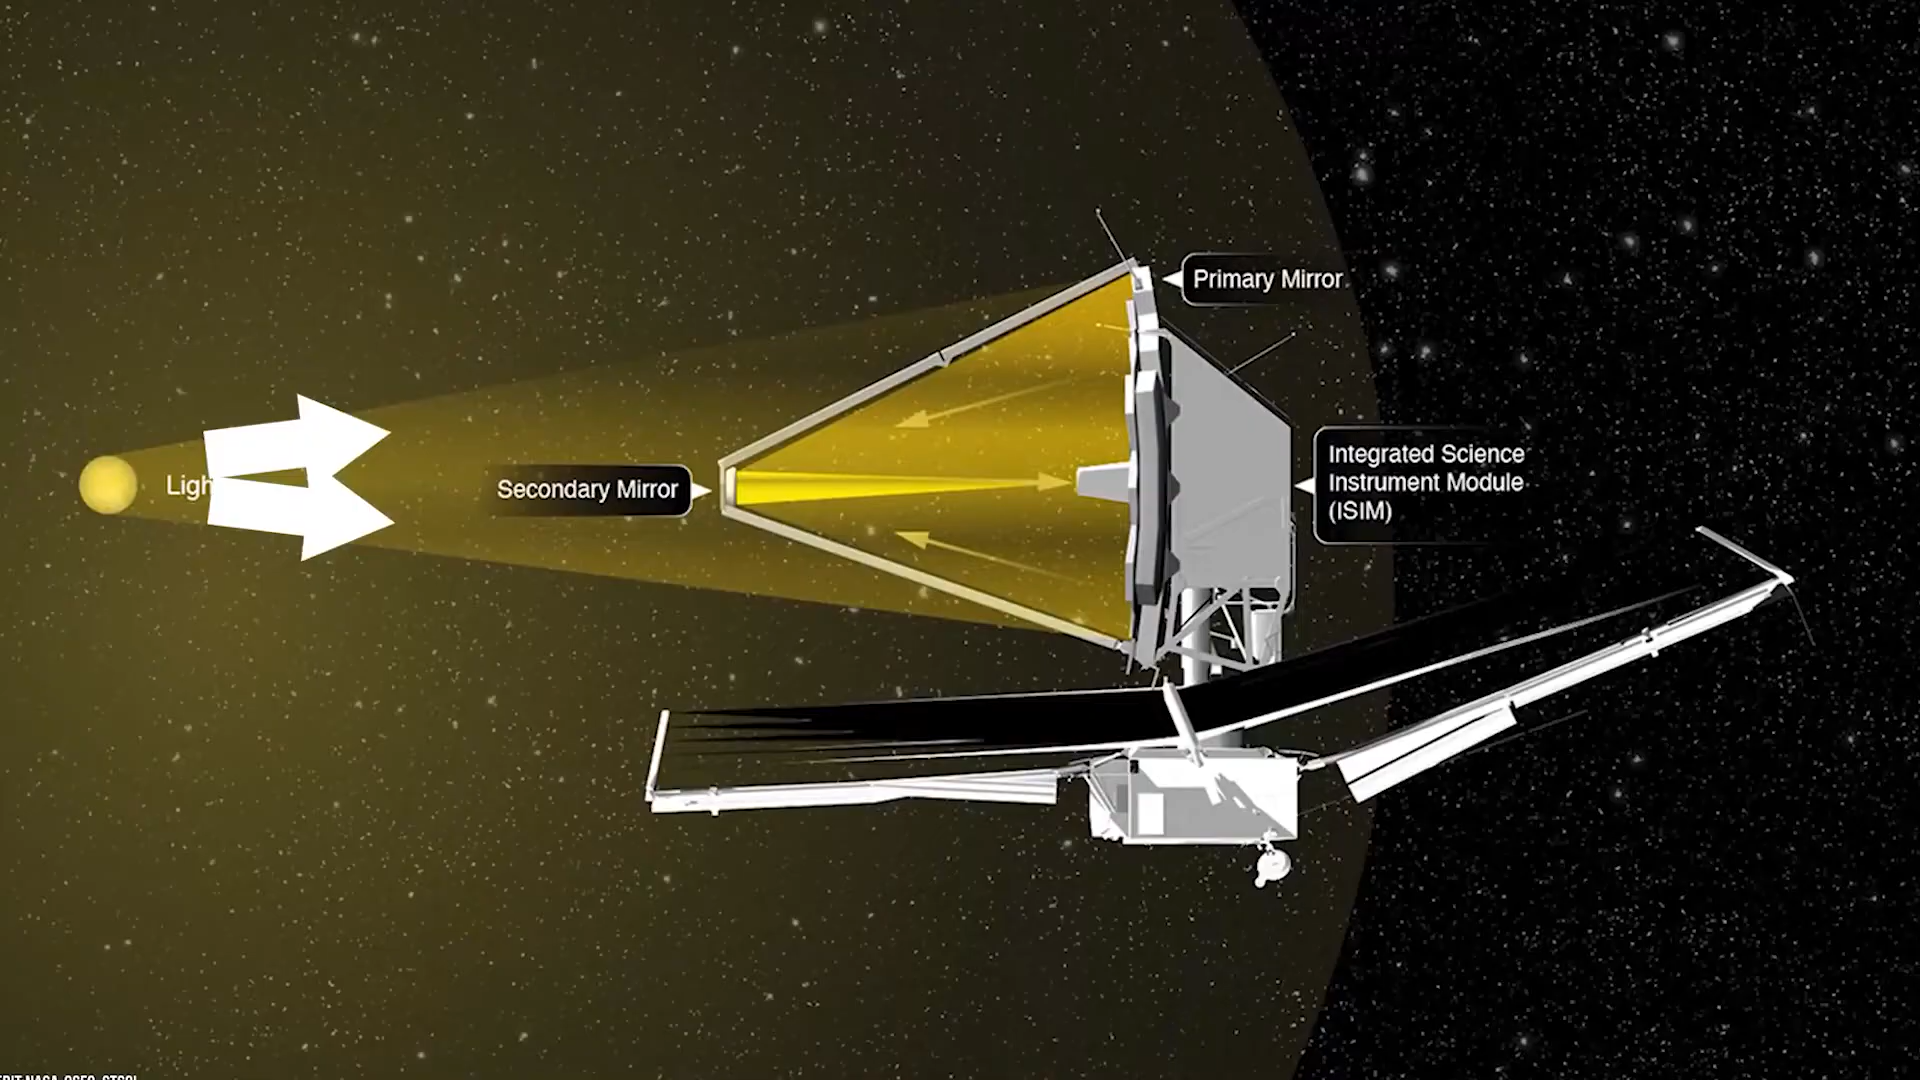 Primary Mirror
Integrated Science
Instrument Module
(ISIM)
Secondary Mirror
Ligh